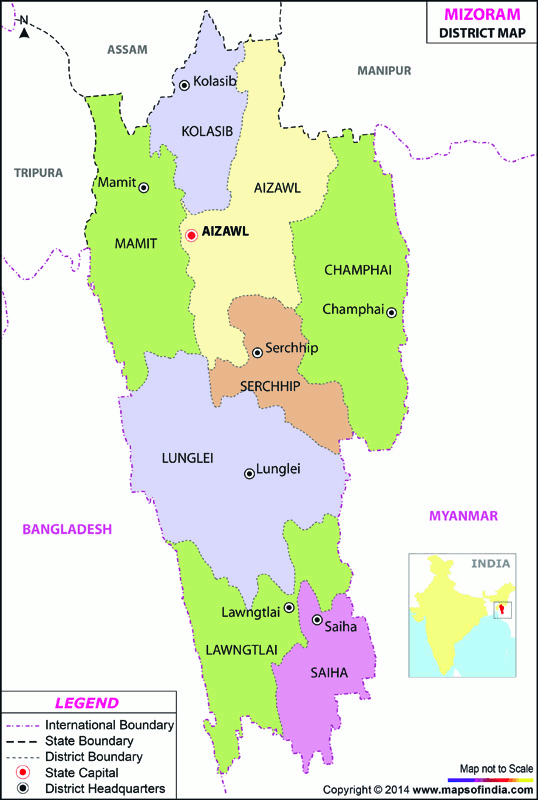 MIZORAM
DISTRICT MAP
N
ASSAM
MANIPUR
Kolasib
KOLASIB
TRIPURA
Mamit
AIZAWL
AIZAWL
MAMIT
CHAMPHAI
Champhai
Serchhip
SERCHHIP
LUNGLEI
Lunglei
BANGLADESH
MYANMAR
INDIA
Lawngtlai
Saiha
LAWNGTLAI
SAIHA
LEGEND
International Boundary
State Boundary
District Boundary
State Capital
District Headquarters
Map not to Scale
Copyright © 2014 www.mapsofindia.com